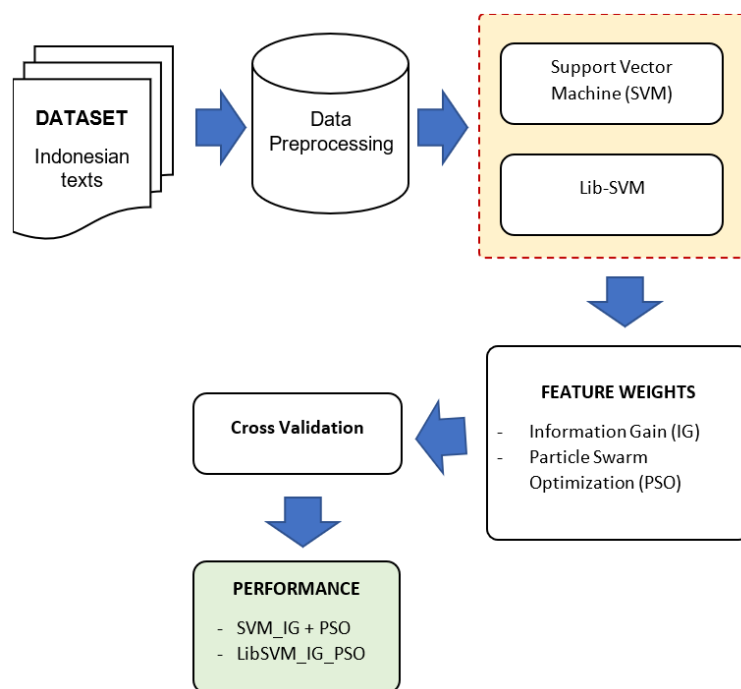 DATASET
Indonesian
texts
Data
Preprocessing
Support Vector
Machine (SVM)
Lib-SVM
FEATURE WEIGHTS
- Information Gain (IG)
- Particle Swarm
Optimization (PSO)
Cross Validation
PERFORMANCE
- SVM_IG + PSO
- LibSVM_IG_PSO